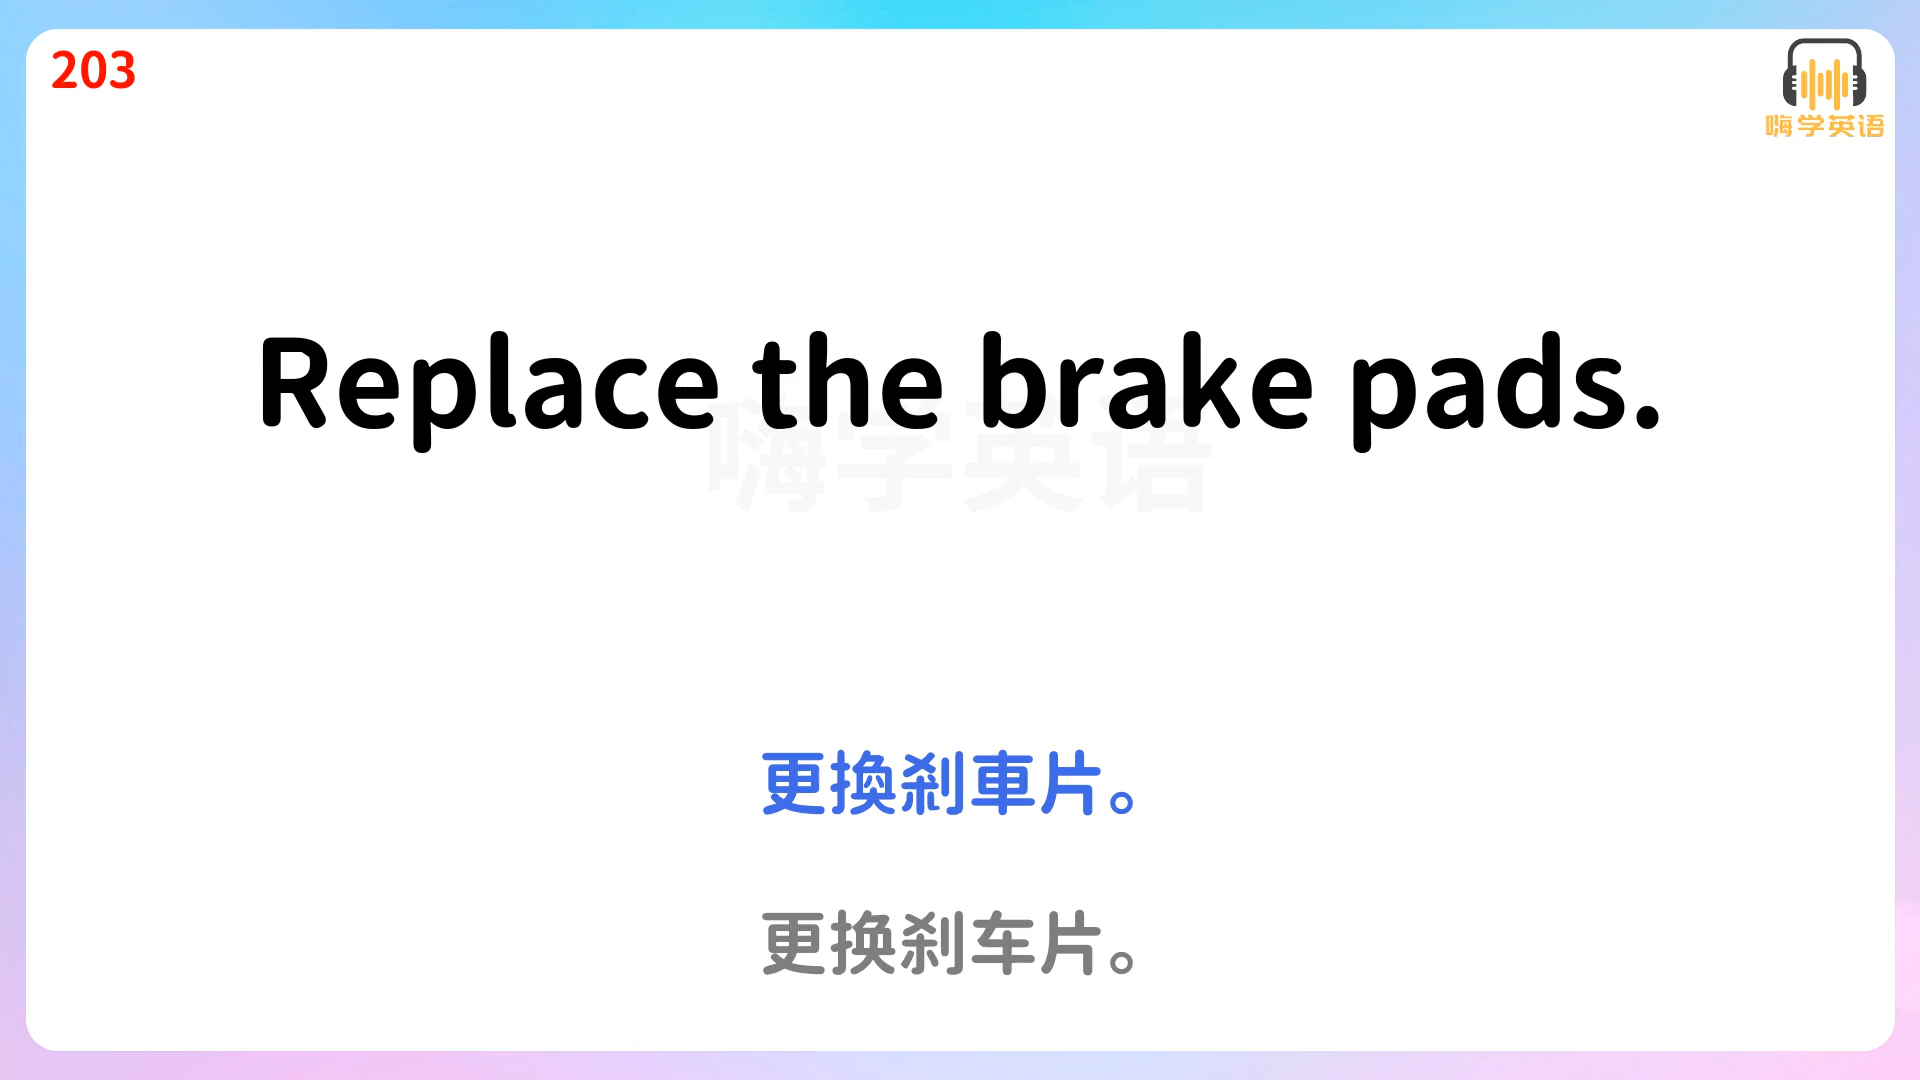 203
嗨学英语
Replace the brake pads.
嗨学英语
更換剎車片。
更换刹车片。